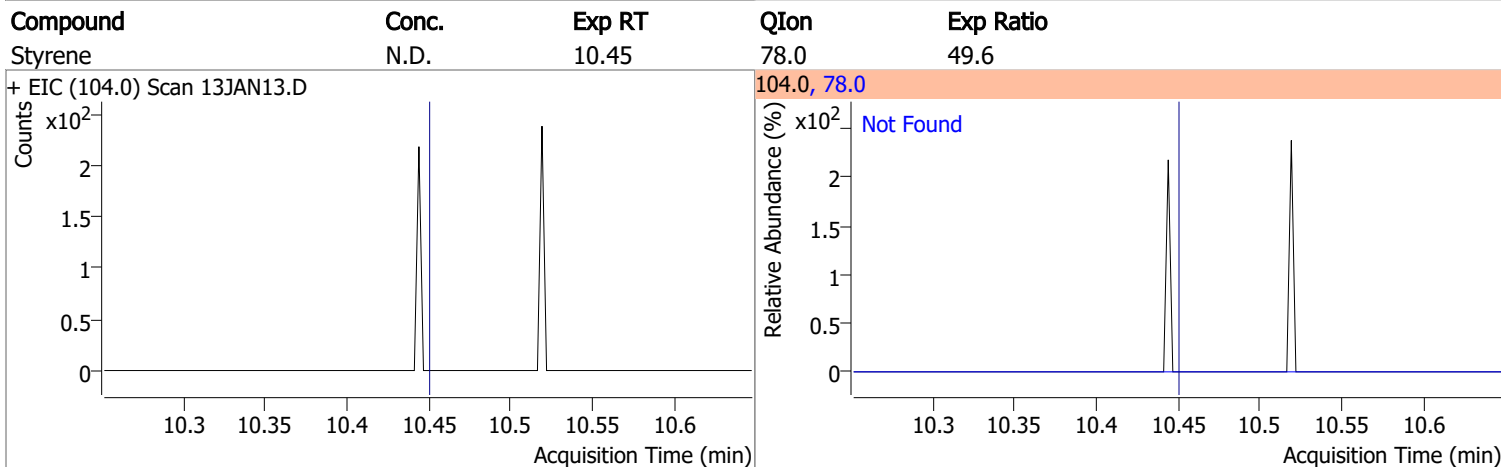 Compound Conc. Exp RT QIon Exp Ratio
Styrene N.D. 10.45 78.0 49.6
+ EIC (104.0) Scan 13JAN13.D
Counts
x10²
2
1.5
1
0.5
0
10.3 10.35 10.4 10.45 10.5 10.55 10.6
Acquisition Time (min)
104.0, 78.0
Relative Abundance (%)
x10²
Not Found
2
1.5
1
0.5
0
10.3 10.35 10.4 10.45 10.5 10.55 10.6
Acquisition Time (min)